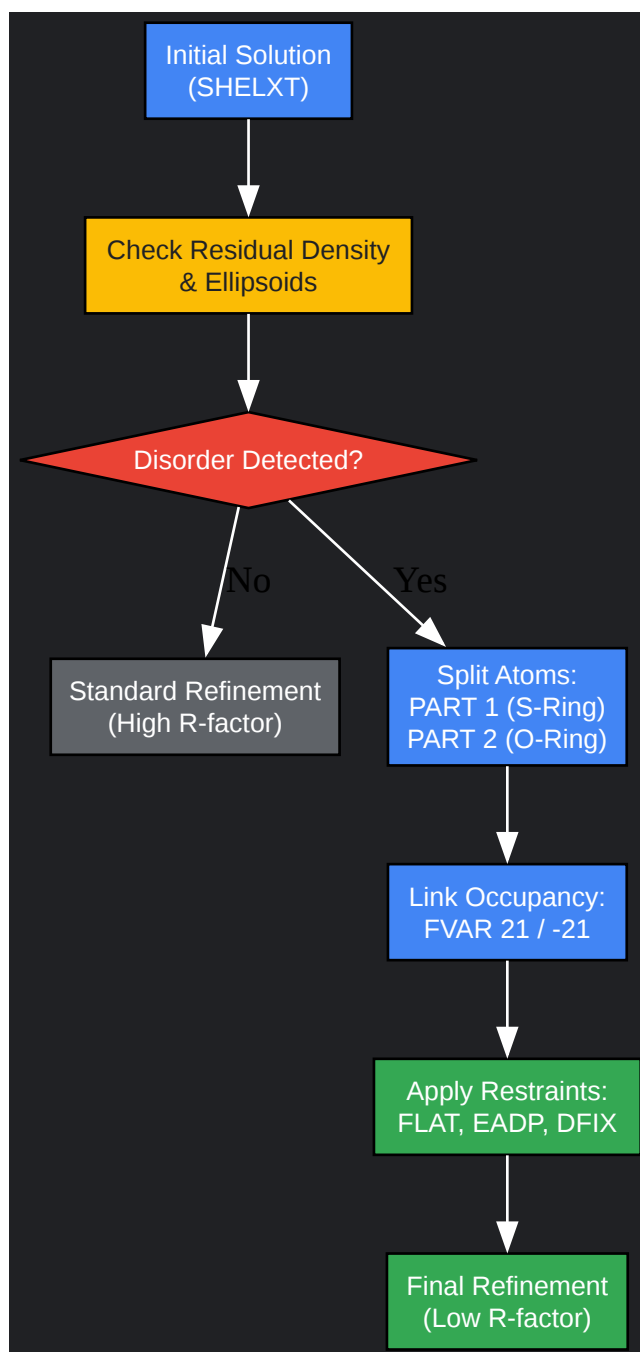 Initial Solution
(SHELXT)
Check Residual Density
& Ellipsoids
Disorder Detected?
No
Yes
Standard Refinement
(High R-factor)
Split Atoms:
PART 1 (S-Ring)
PART 2 (O-Ring)
Link Occupancy:
FVAR 21 / -21
Apply Restraints:
FLAT, EADP, DFIX
Final Refinement
(Low R-factor)